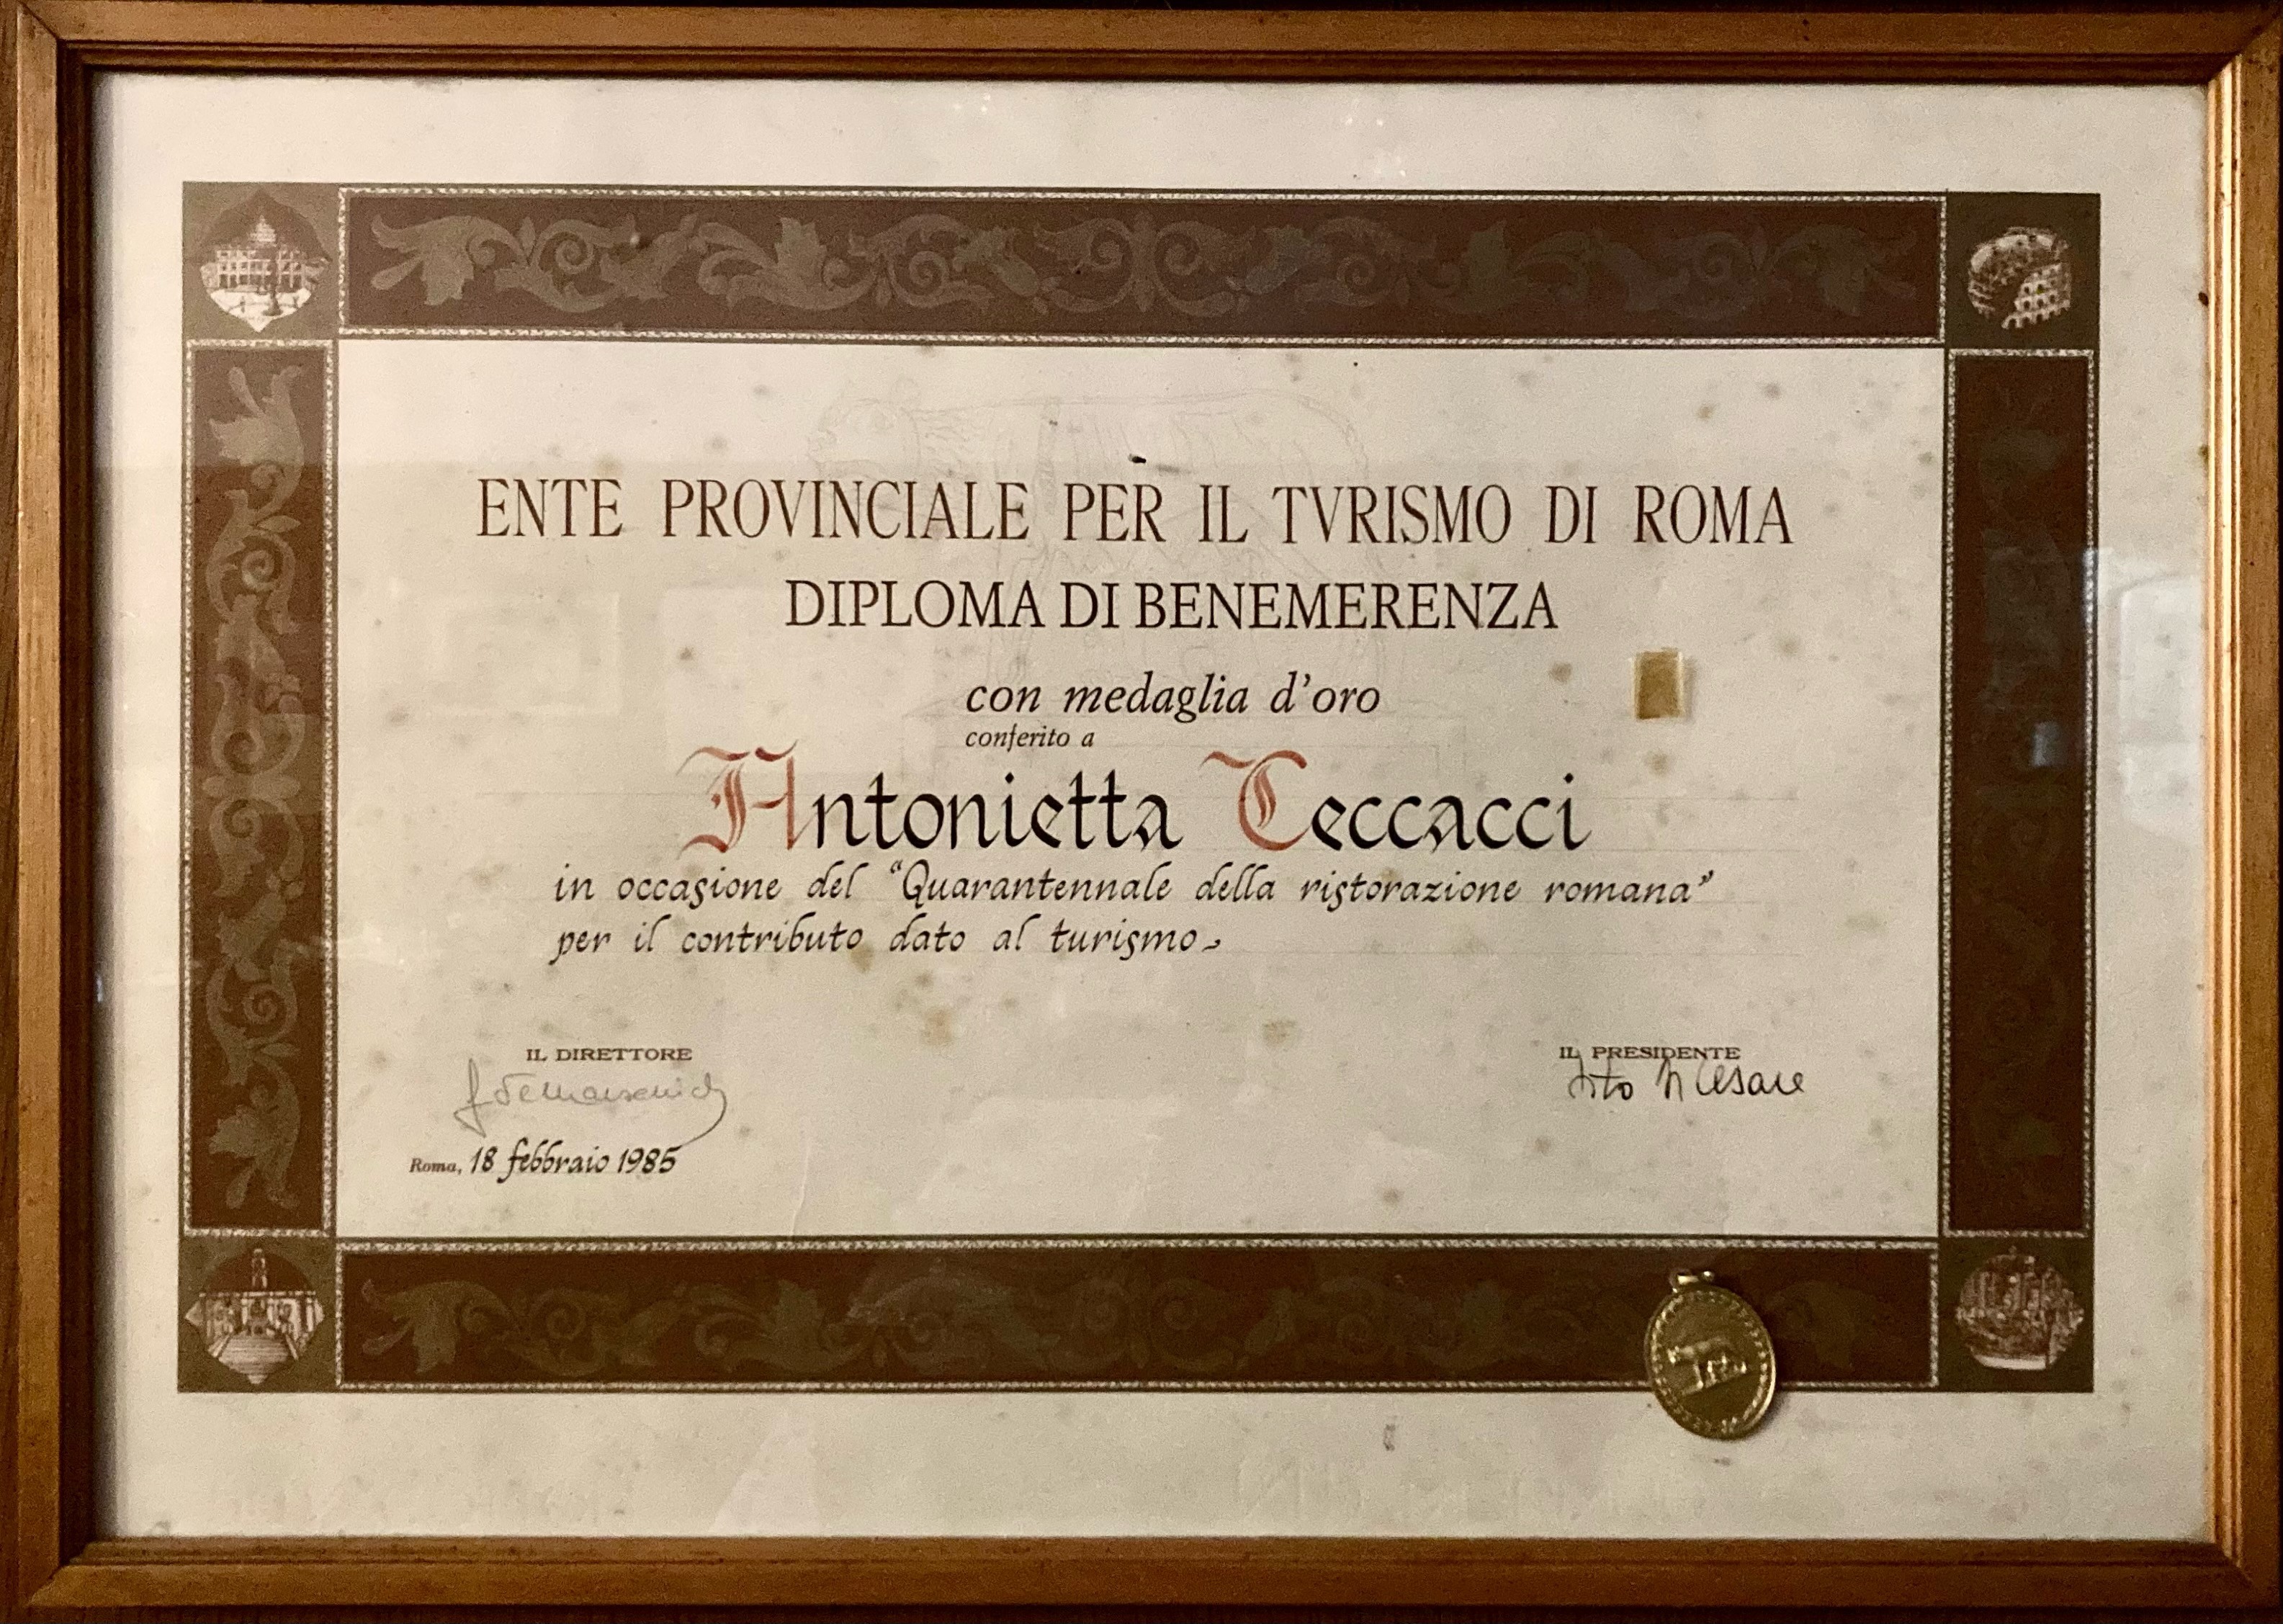 ENTE PROVINCIALE PER IL TVRISMO DI ROMA
DIPLOMA DI BENEMERENZA
con medaglia d'oro
conferito a
Antonietta Ceccacci
in occasione del "Quarantennale della ristorazione romana"
per il contributo dato al turismo
IL DIRETTORE
IL PRESIDENTE
Roma, 18 febbraio 1985